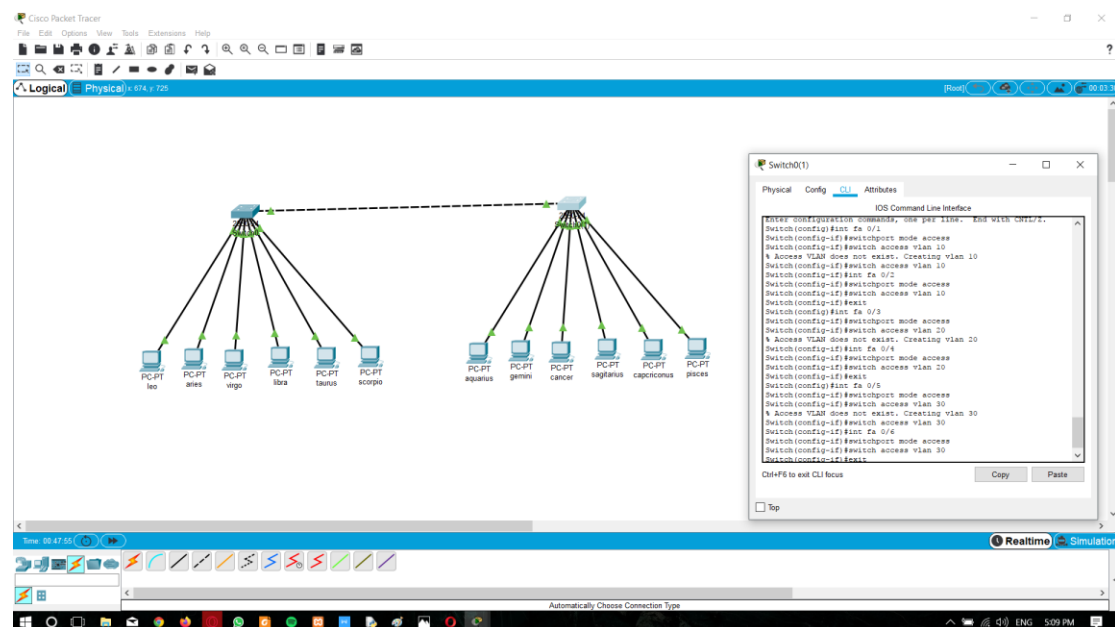 Cisco Packet Tracer
File Edit Options View Tools Extensions Help
?
Logical
Physical
x: 674, y: 725
[Root]
Switch0(1)
Physical Config CLI Attributes
IOS Command Line Interface
Enter configuration commands, one per line. End with CNTL/Z.
Switch(config)#int fa 0/1
Switch(config-if)#switchport mode access
Switch(config-if)#switch access vlan 10
% Access VLAN does not exist. Creating vlan 10
Switch(config-if)#switch access vlan 10
Switch(config-if)#int fa 0/2
Switch(config-if)#switchport mode access
Switch(config-if)#switch access vlan 10
Switch(config-if)#exit
Switch(config)#int fa 0/3
Switch(config-if)#switchport mode access
Switch(config-if)#switch access vlan 20
% Access VLAN does not exist. Creating vlan 20
Switch(config-if)#int fa 0/4
Switch(config-if)#switchport mode access
Switch(config-if)#switch access vlan 20
Switch(config-if)#exit
Switch(config)#int fa 0/5
Switch(config-if)#switchport mode access
Switch(config-if)#switch access vlan 30
% Access VLAN does not exist. Creating vlan 30
Switch(config-if)#switch access vlan 30
Switch(config-if)#int fa 0/6
Switch(config-if)#switchport mode access
Switch(config-if)#switch access vlan 30
Switch(config-if)#exit
Ctrl+F6 to exit CLI focus
Copy
Paste
Top
PC-PT
leo
PC-PT
aries
PC-PT
virgo
PC-PT
libra
PC-PT
taurus
PC-PT
scorpio
PC-PT
aquarius
PC-PT
gemini
PC-PT
cancer
PC-PT
sagitarius
PC-PT
capcriconus
PC-PT
pisces
Time: 00:47:55
Realtime
Simulation
Automatically Choose Connection Type
ENG 5:09 PM